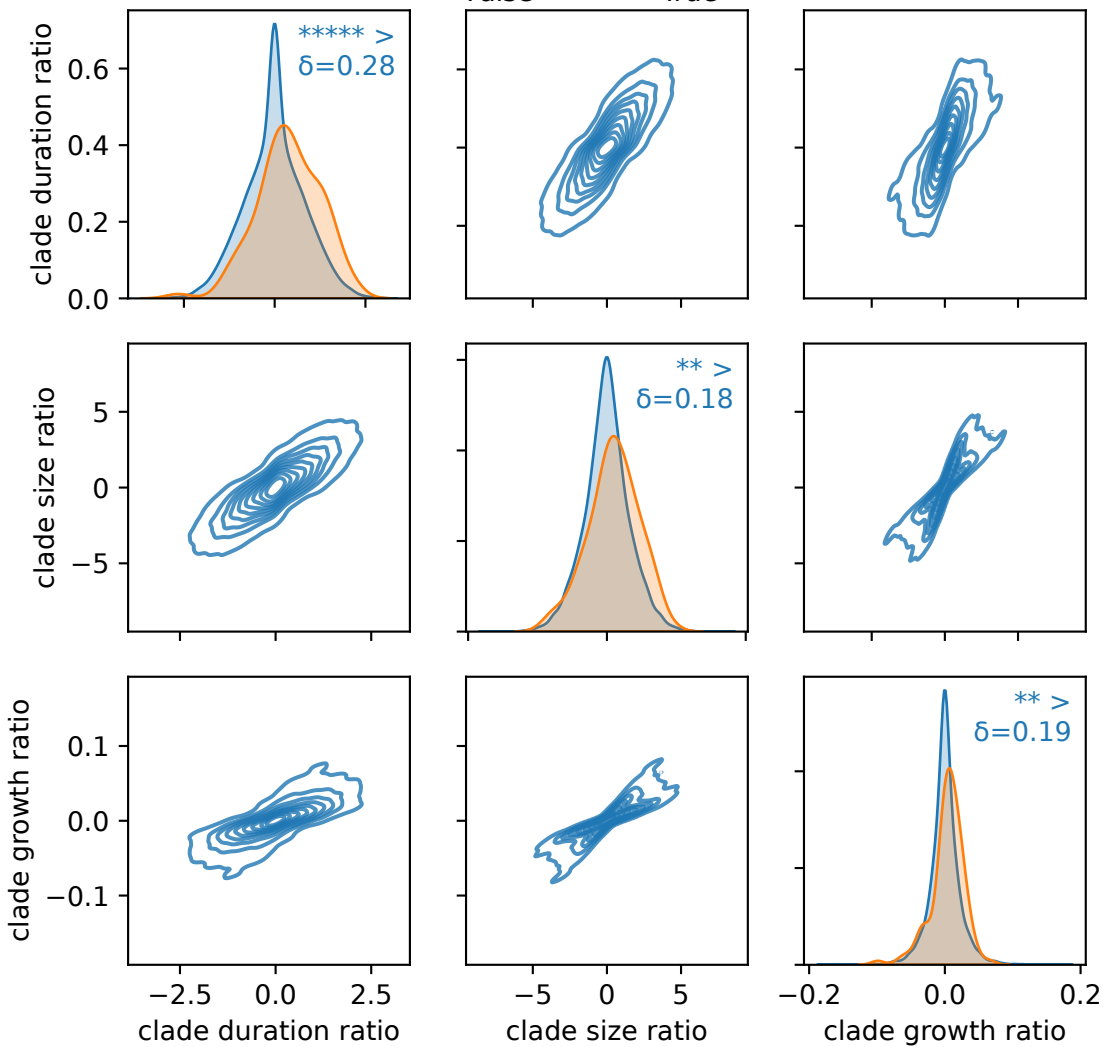 clade duration ratio
0.6
0.4
0.2
0.0
***** >
δ=0.28
clade size ratio
5
0
−5
** >
δ=0.18
clade growth ratio
0.1
0.0
−0.1
** >
δ=0.19
−2.5 0.0 2.5
−5 0 5
−0.2 0.0 0.2
clade duration ratio
clade size ratio
clade growth ratio